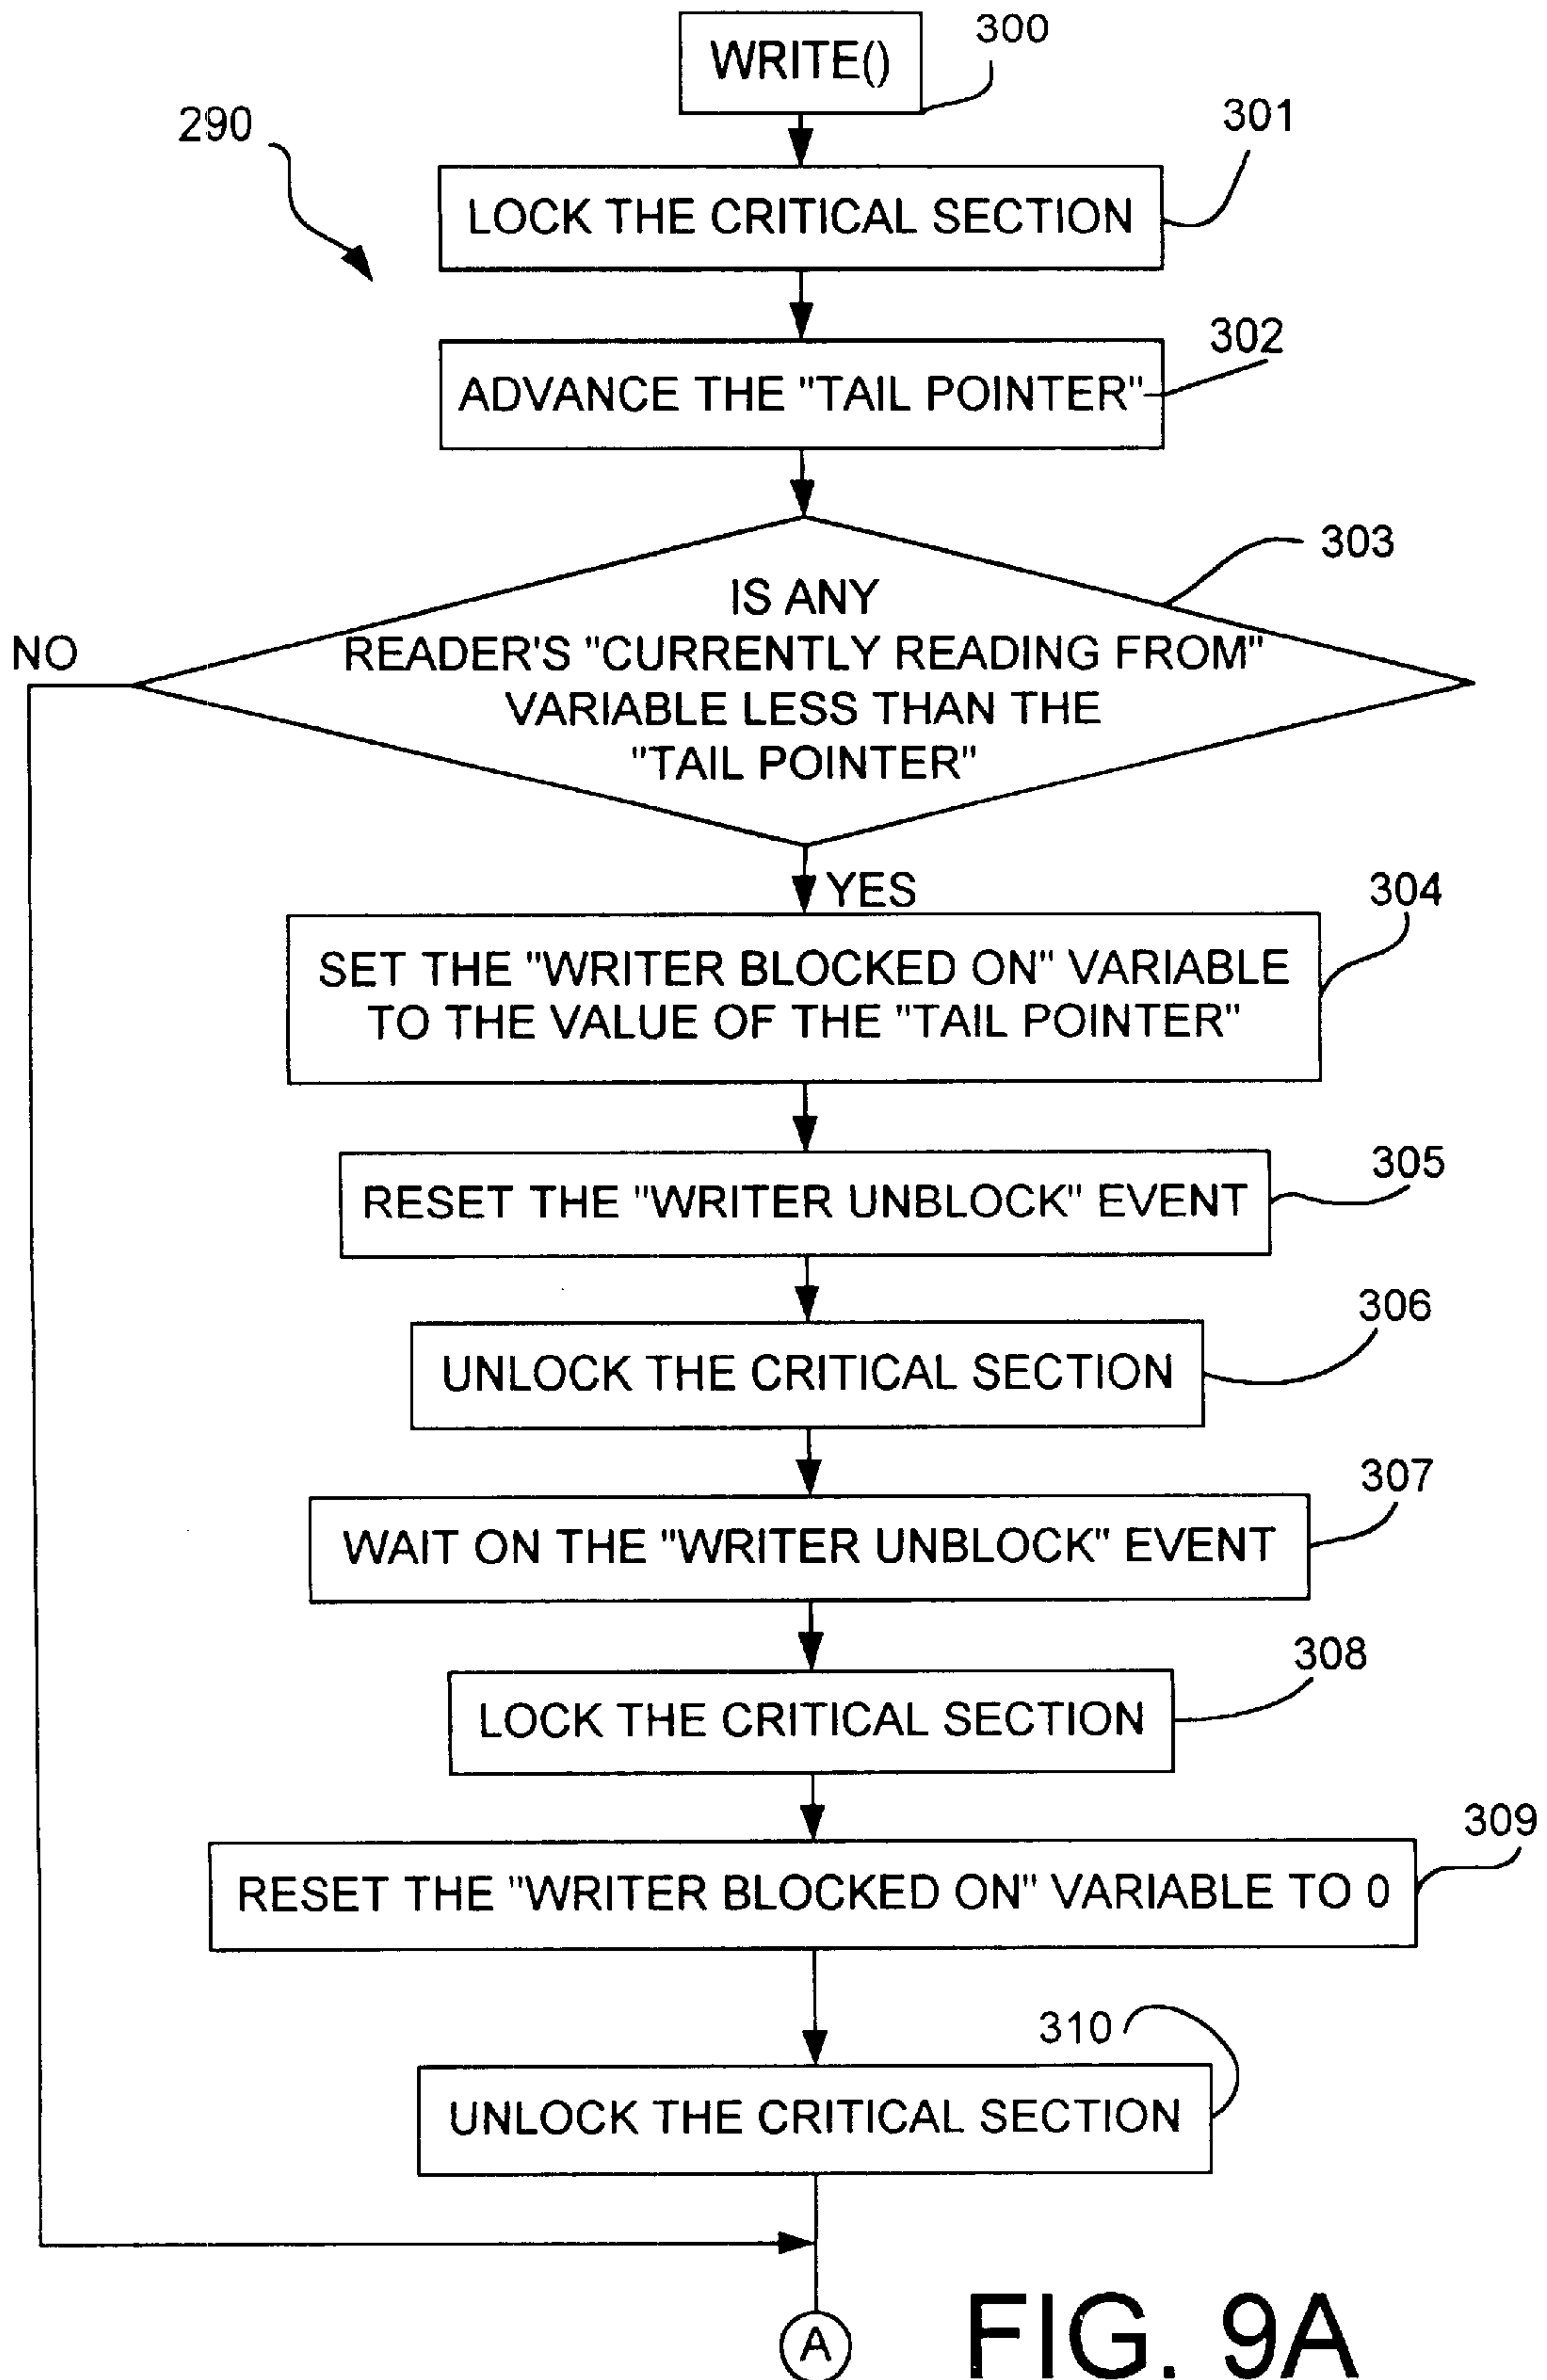 WRITE()
300
290
301
LOCK THE CRITICAL SECTION
302
ADVANCE THE "TAIL POINTER"
303
IS ANY
READER'S "CURRENTLY READING FROM"
VARIABLE LESS THAN THE
"TAIL POINTER"
NO
YES
304
SET THE "WRITER BLOCKED ON" VARIABLE
TO THE VALUE OF THE "TAIL POINTER"
305
RESET THE "WRITER UNBLOCK" EVENT
306
UNLOCK THE CRITICAL SECTION
307
WAIT ON THE "WRITER UNBLOCK" EVENT
308
LOCK THE CRITICAL SECTION
309
RESET THE "WRITER BLOCKED ON" VARIABLE TO 0
310
UNLOCK THE CRITICAL SECTION
A
FIG. 9A